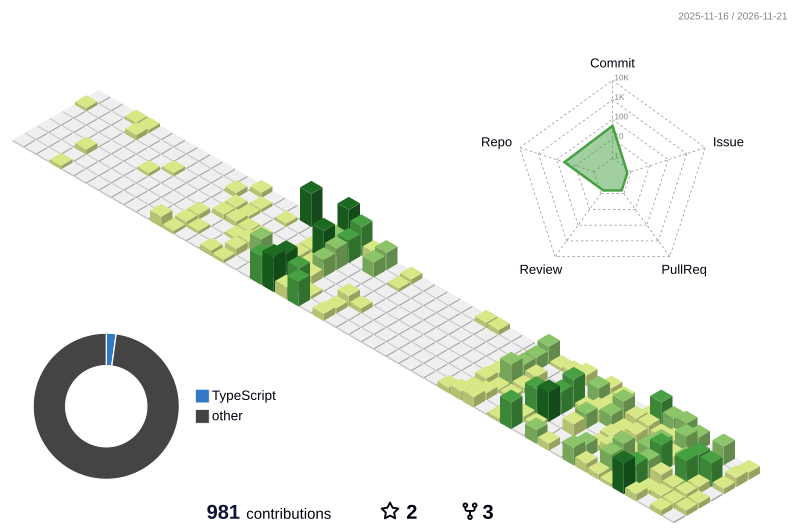 2025-11-16 / 2026-11-21
Commit
10K
1K
100
Repo
Issue
Review
PullReq
TypeScript
other
981 contributions
2
3